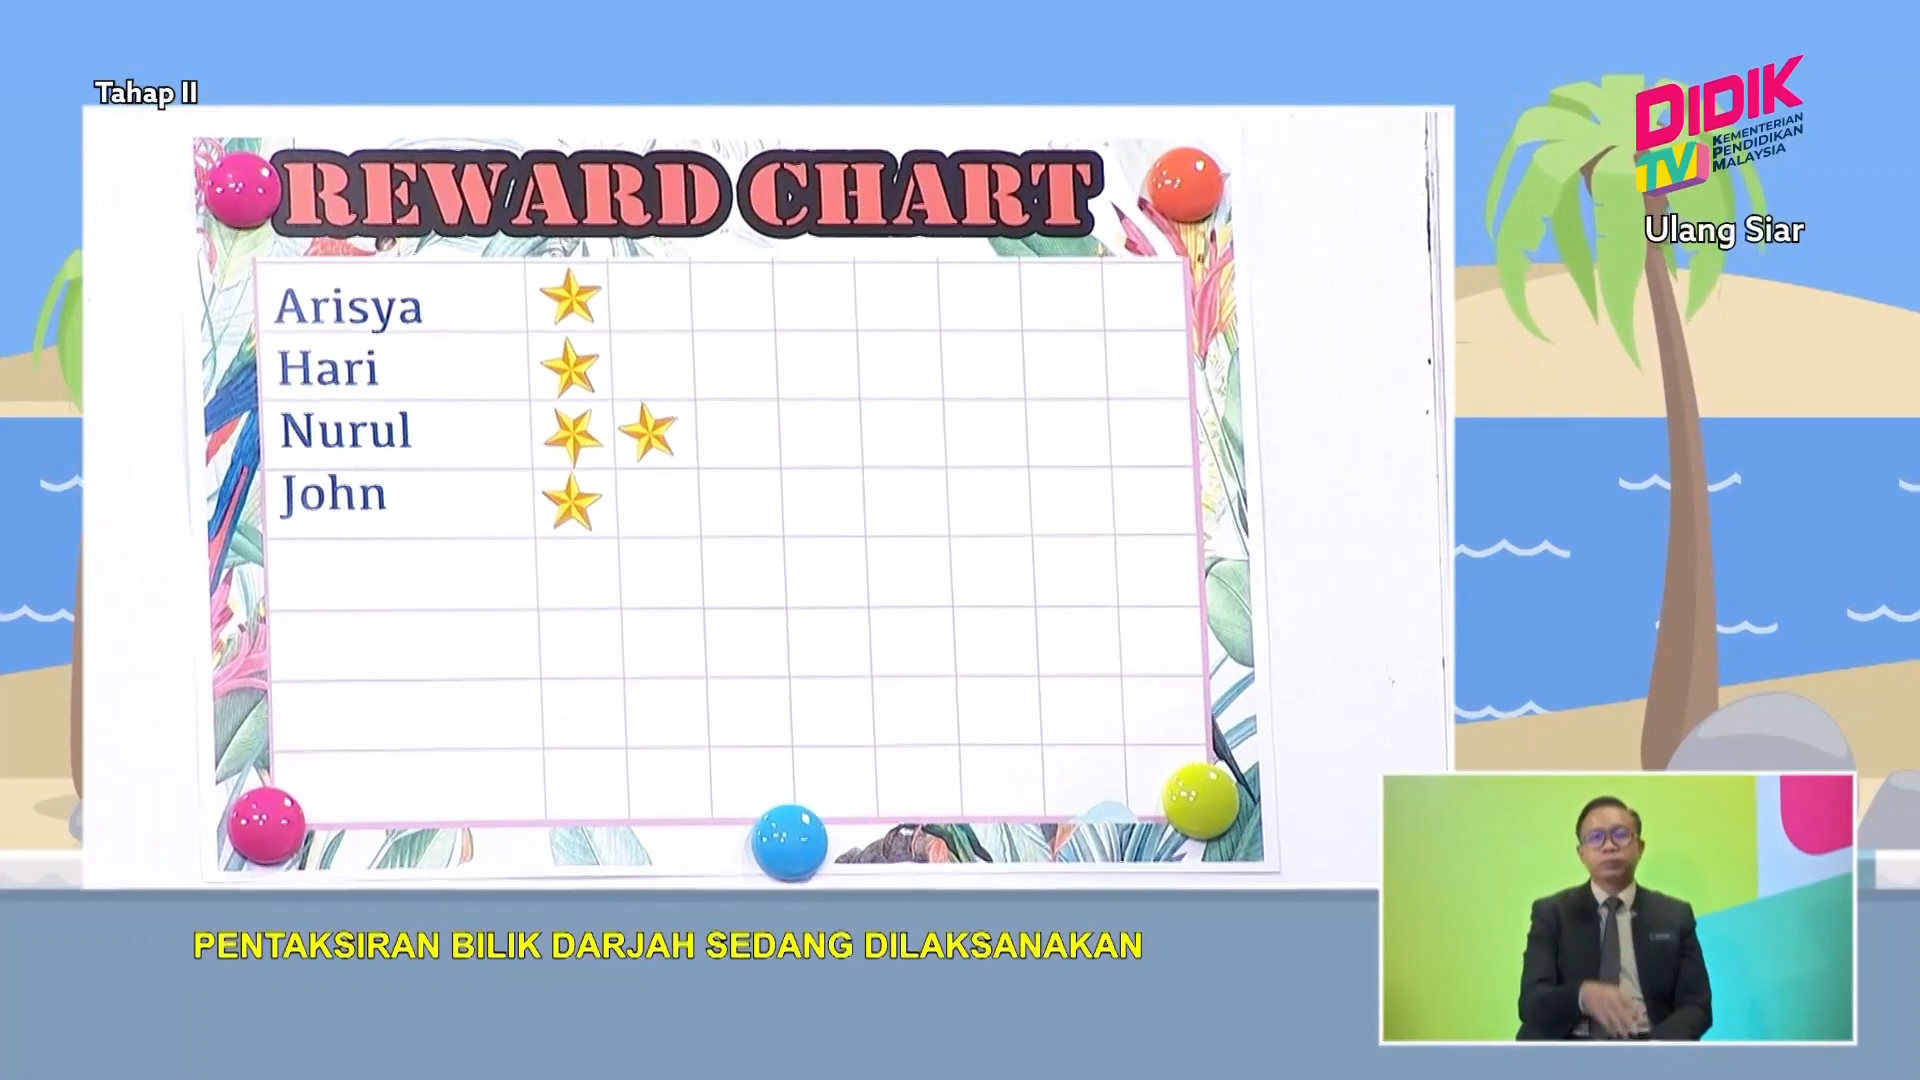 Tahap II
DIDIK
TV
KEMENTERIAN
PENDIDIKAN
MALAYSIA
Ulang Siar
REWARD CHART
Arisya
Hari
Nurul
John
PENTAKSIRAN BILIK DARJAH SEDANG DILAKSANAKAN